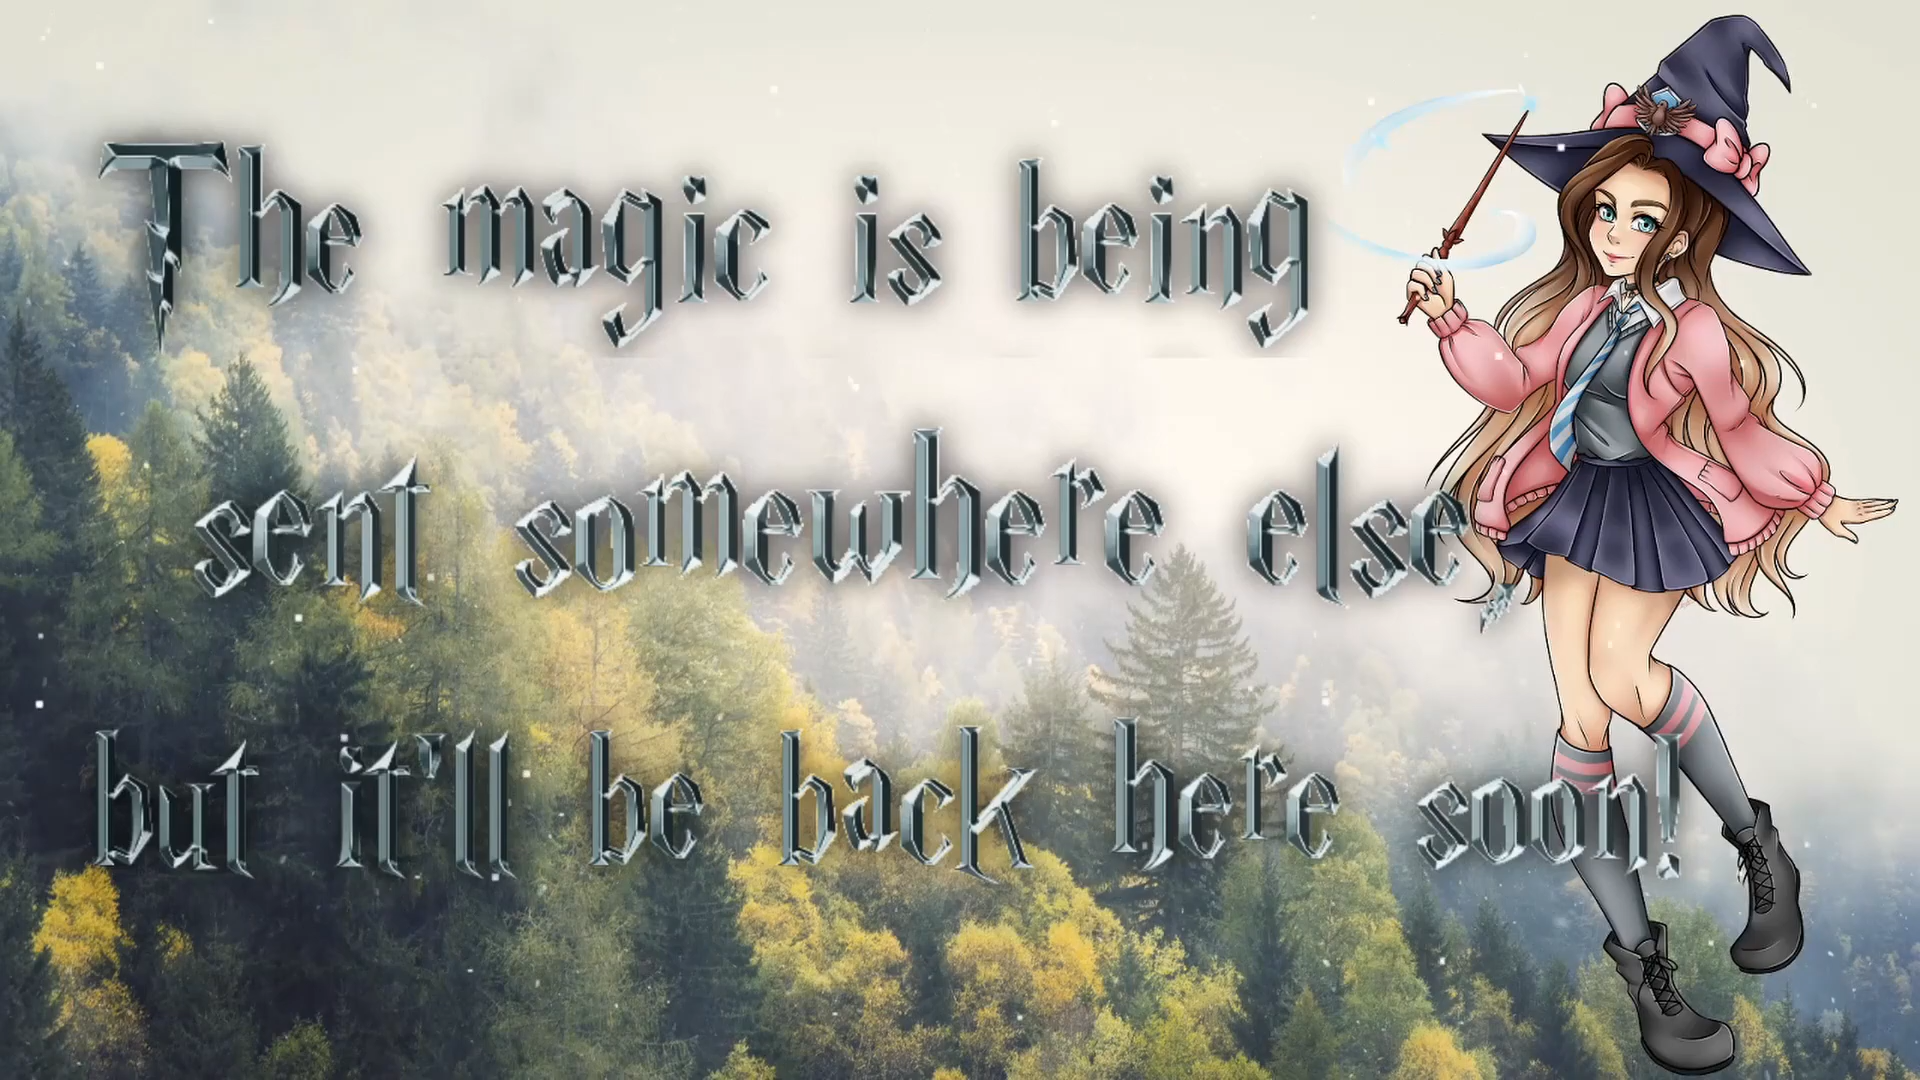 The magic is being
sent somewhere else,
but it'll be back here soon!